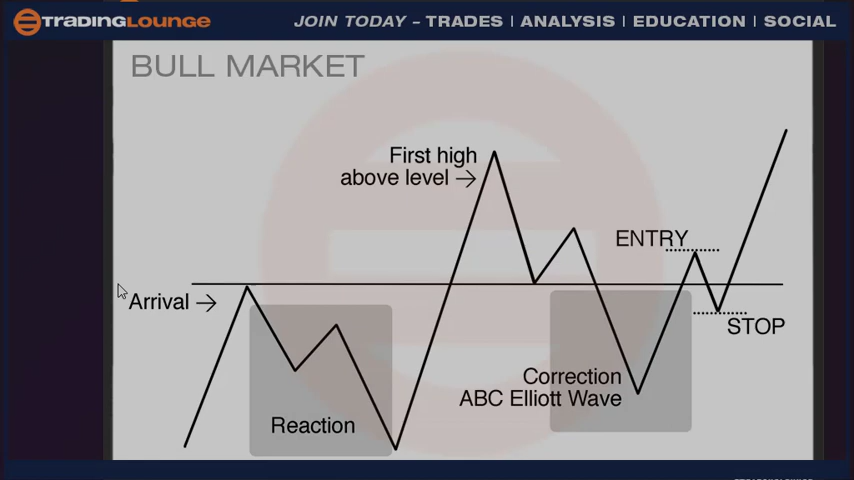 TRADINGLOUNGE
JOIN TODAY – TRADES | ANALYSIS | EDUCATION | SOCIAL
BULL MARKET
First high
above level →
ENTRY
Arrival →
STOP
Correction
ABC Elliott Wave
Reaction